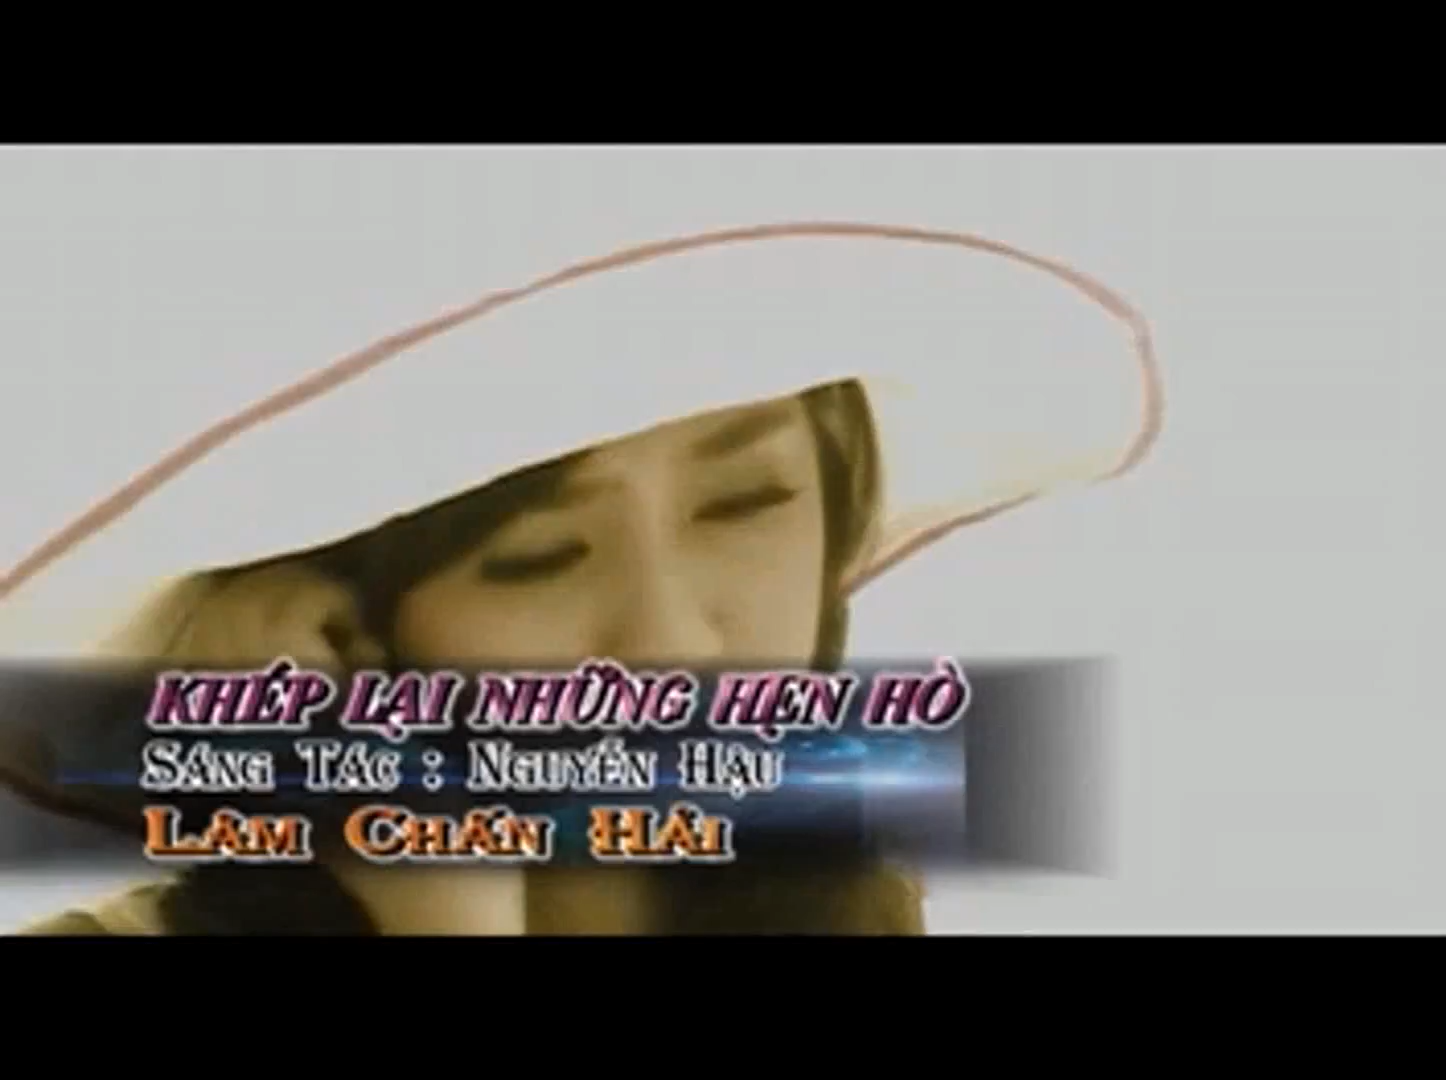 KHÉP LẠI NHỮNG HẸN HÒ
SÁNG TÁC : NGUYỄN HẬU
LÂM CHẤN HẢI